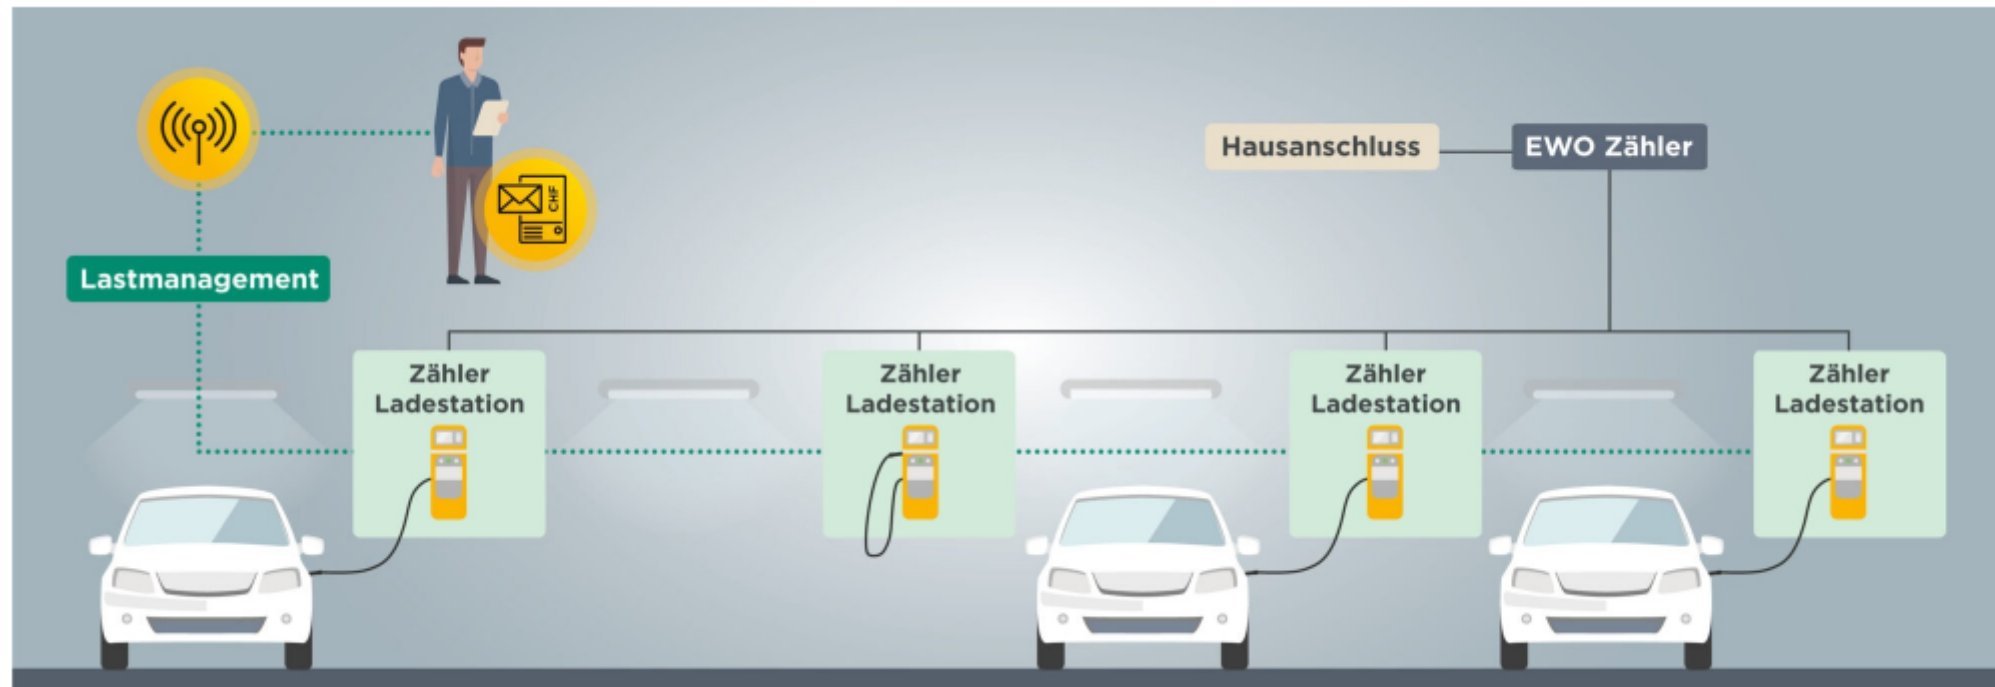 Hausanschluss
EWO Zähler
CHF
Lastmanagement
Zähler
Ladestation
Zähler
Ladestation
Zähler
Ladestation
Zähler
Ladestation